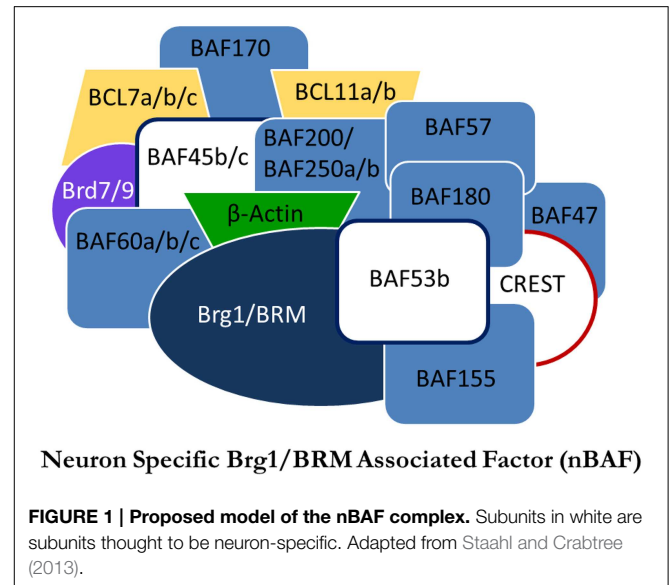 BAF170
BCL7a/b/c
BCL11a/b
BAF57
BAF45b/c
BAF200/
BAF250a/b
Brd7/9
BAF180
β-Actin
BAF47
BAF60a/b/c
BAF53b
CREST
Brg1/BRM
BAF155
Neuron Specific Brg1/BRM Associated Factor (nBAF)
FIGURE 1 | Proposed model of the nBAF complex. Subunits in white are
subunits thought to be neuron-specific. Adapted from Staahl and Crabtree
(2013).